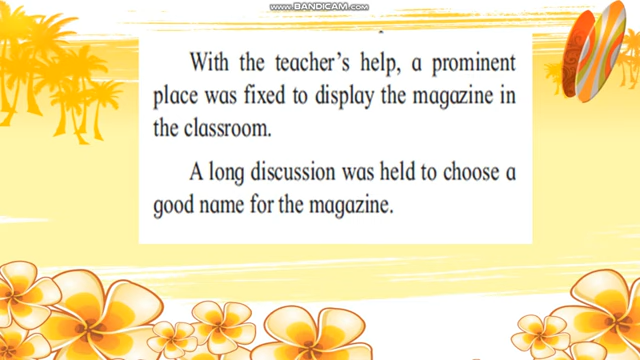 www.BANDICAM.com
With the teacher's help, a prominent
place was fixed to display the magazine in
the classroom.
A long discussion was held to choose a
good name for the magazine.